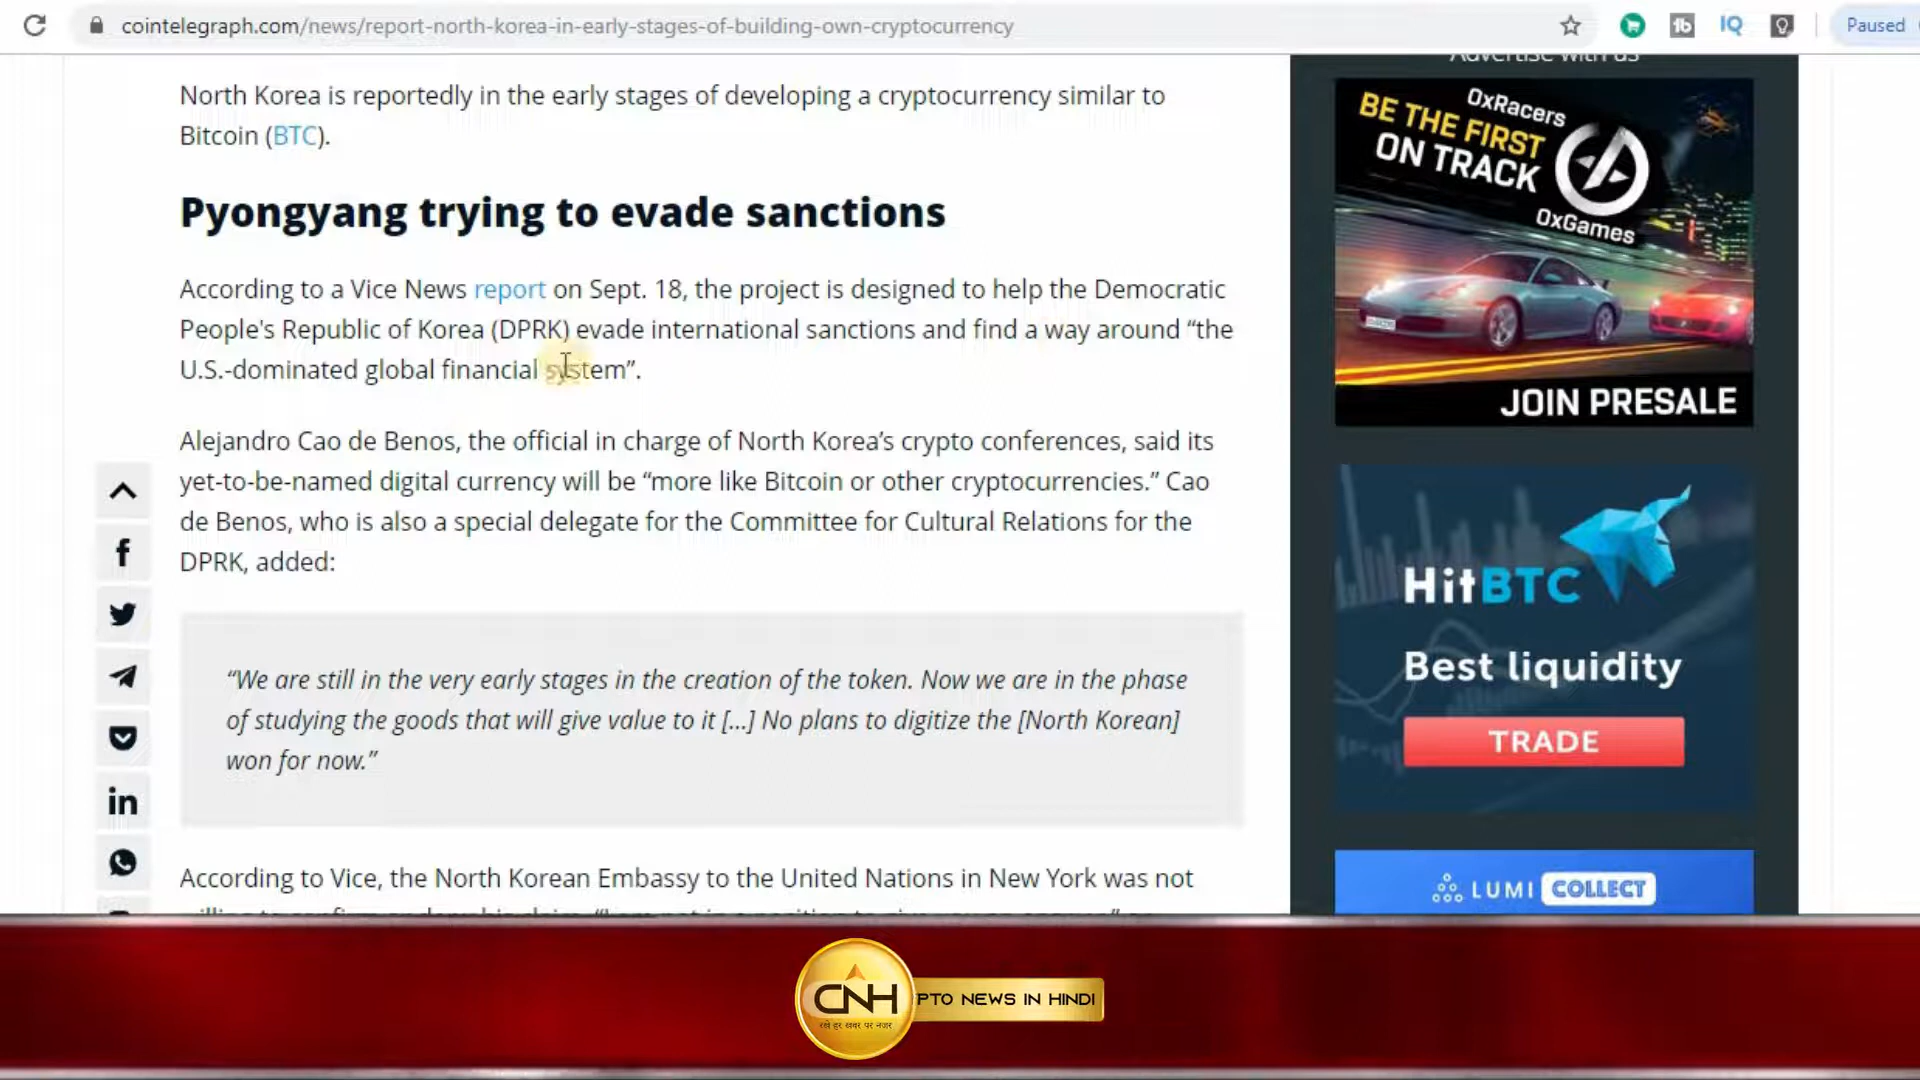 cointelegraph.com/news/report-north-korea-in-early-stages-of-building-own-cryptocurrency
Paused
North Korea is reportedly in the early stages of developing a cryptocurrency similar to
Bitcoin (BTC).
Pyongyang trying to evade sanctions
According to a Vice News report on Sept. 18, the project is designed to help the Democratic
People's Republic of Korea (DPRK) evade international sanctions and find a way around “the
U.S.-dominated global financial system”.
Alejandro Cao de Benos, the official in charge of North Korea’s crypto conferences, said its
yet-to-be-named digital currency will be “more like Bitcoin or other cryptocurrencies.” Cao
de Benos, who is also a special delegate for the Committee for Cultural Relations for the
DPRK, added:
“We are still in the very early stages in the creation of the token. Now we are in the phase
of studying the goods that will give value to it [...] No plans to digitize the [North Korean]
won for now.”
According to Vice, the North Korean Embassy to the United Nations in New York was not
Advertise with us
0xRacers
BE THE FIRST
ON TRACK
0xGames
JOIN PRESALE
HitBTC
Best liquidity
TRADE
LUMI COLLECT
CNH
PTO NEWS IN HINDI